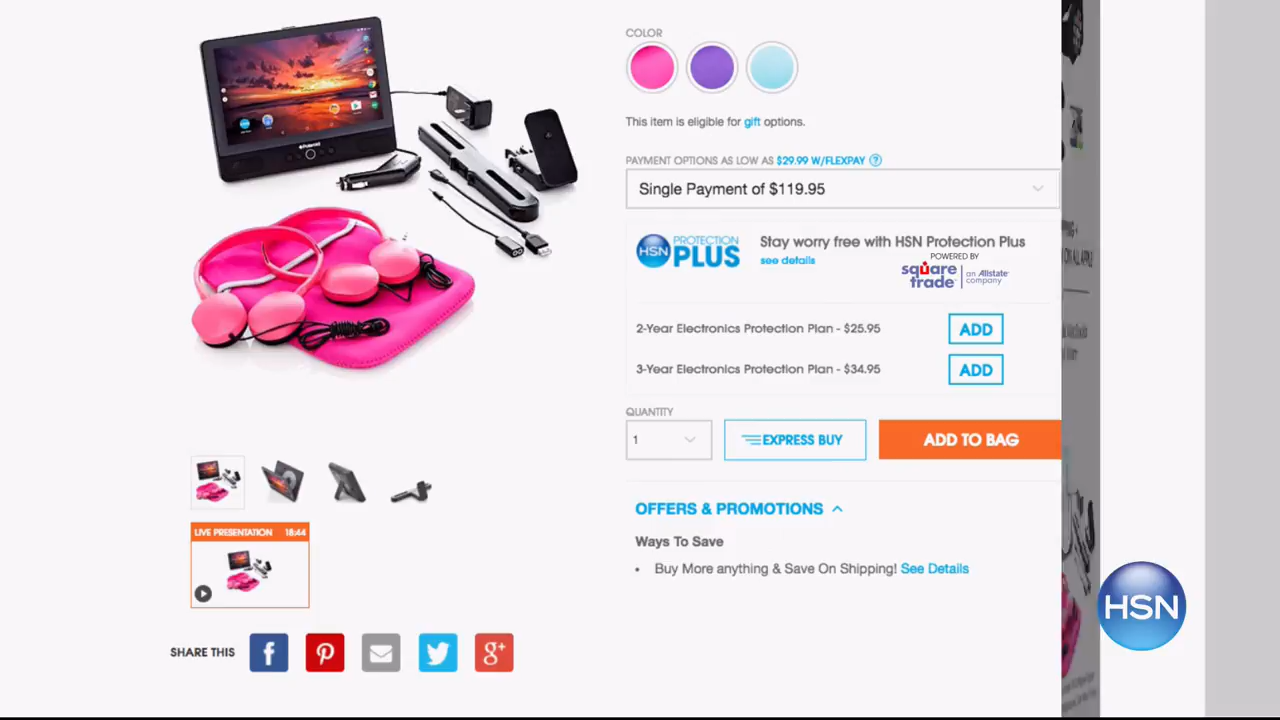 Polaroid
COLOR
This item is eligible for gift options.
PAYMENT OPTIONS AS LOW AS $29.99 W/FLEXPAY ?
Single Payment of $119.95
HSN PROTECTION PLUS
Stay worry free with HSN Protection Plus
see details
POWERED BY
square trade
an Allstate company
2-Year Electronics Protection Plan - $25.95
ADD
3-Year Electronics Protection Plan - $34.95
ADD
QUANTITY
1
EXPRESS BUY
ADD TO BAG
OFFERS & PROMOTIONS
Ways To Save
• Buy More anything & Save On Shipping! See Details
LIVE PRESENTATION 18:44
SHARE THIS
f
g+
HSN